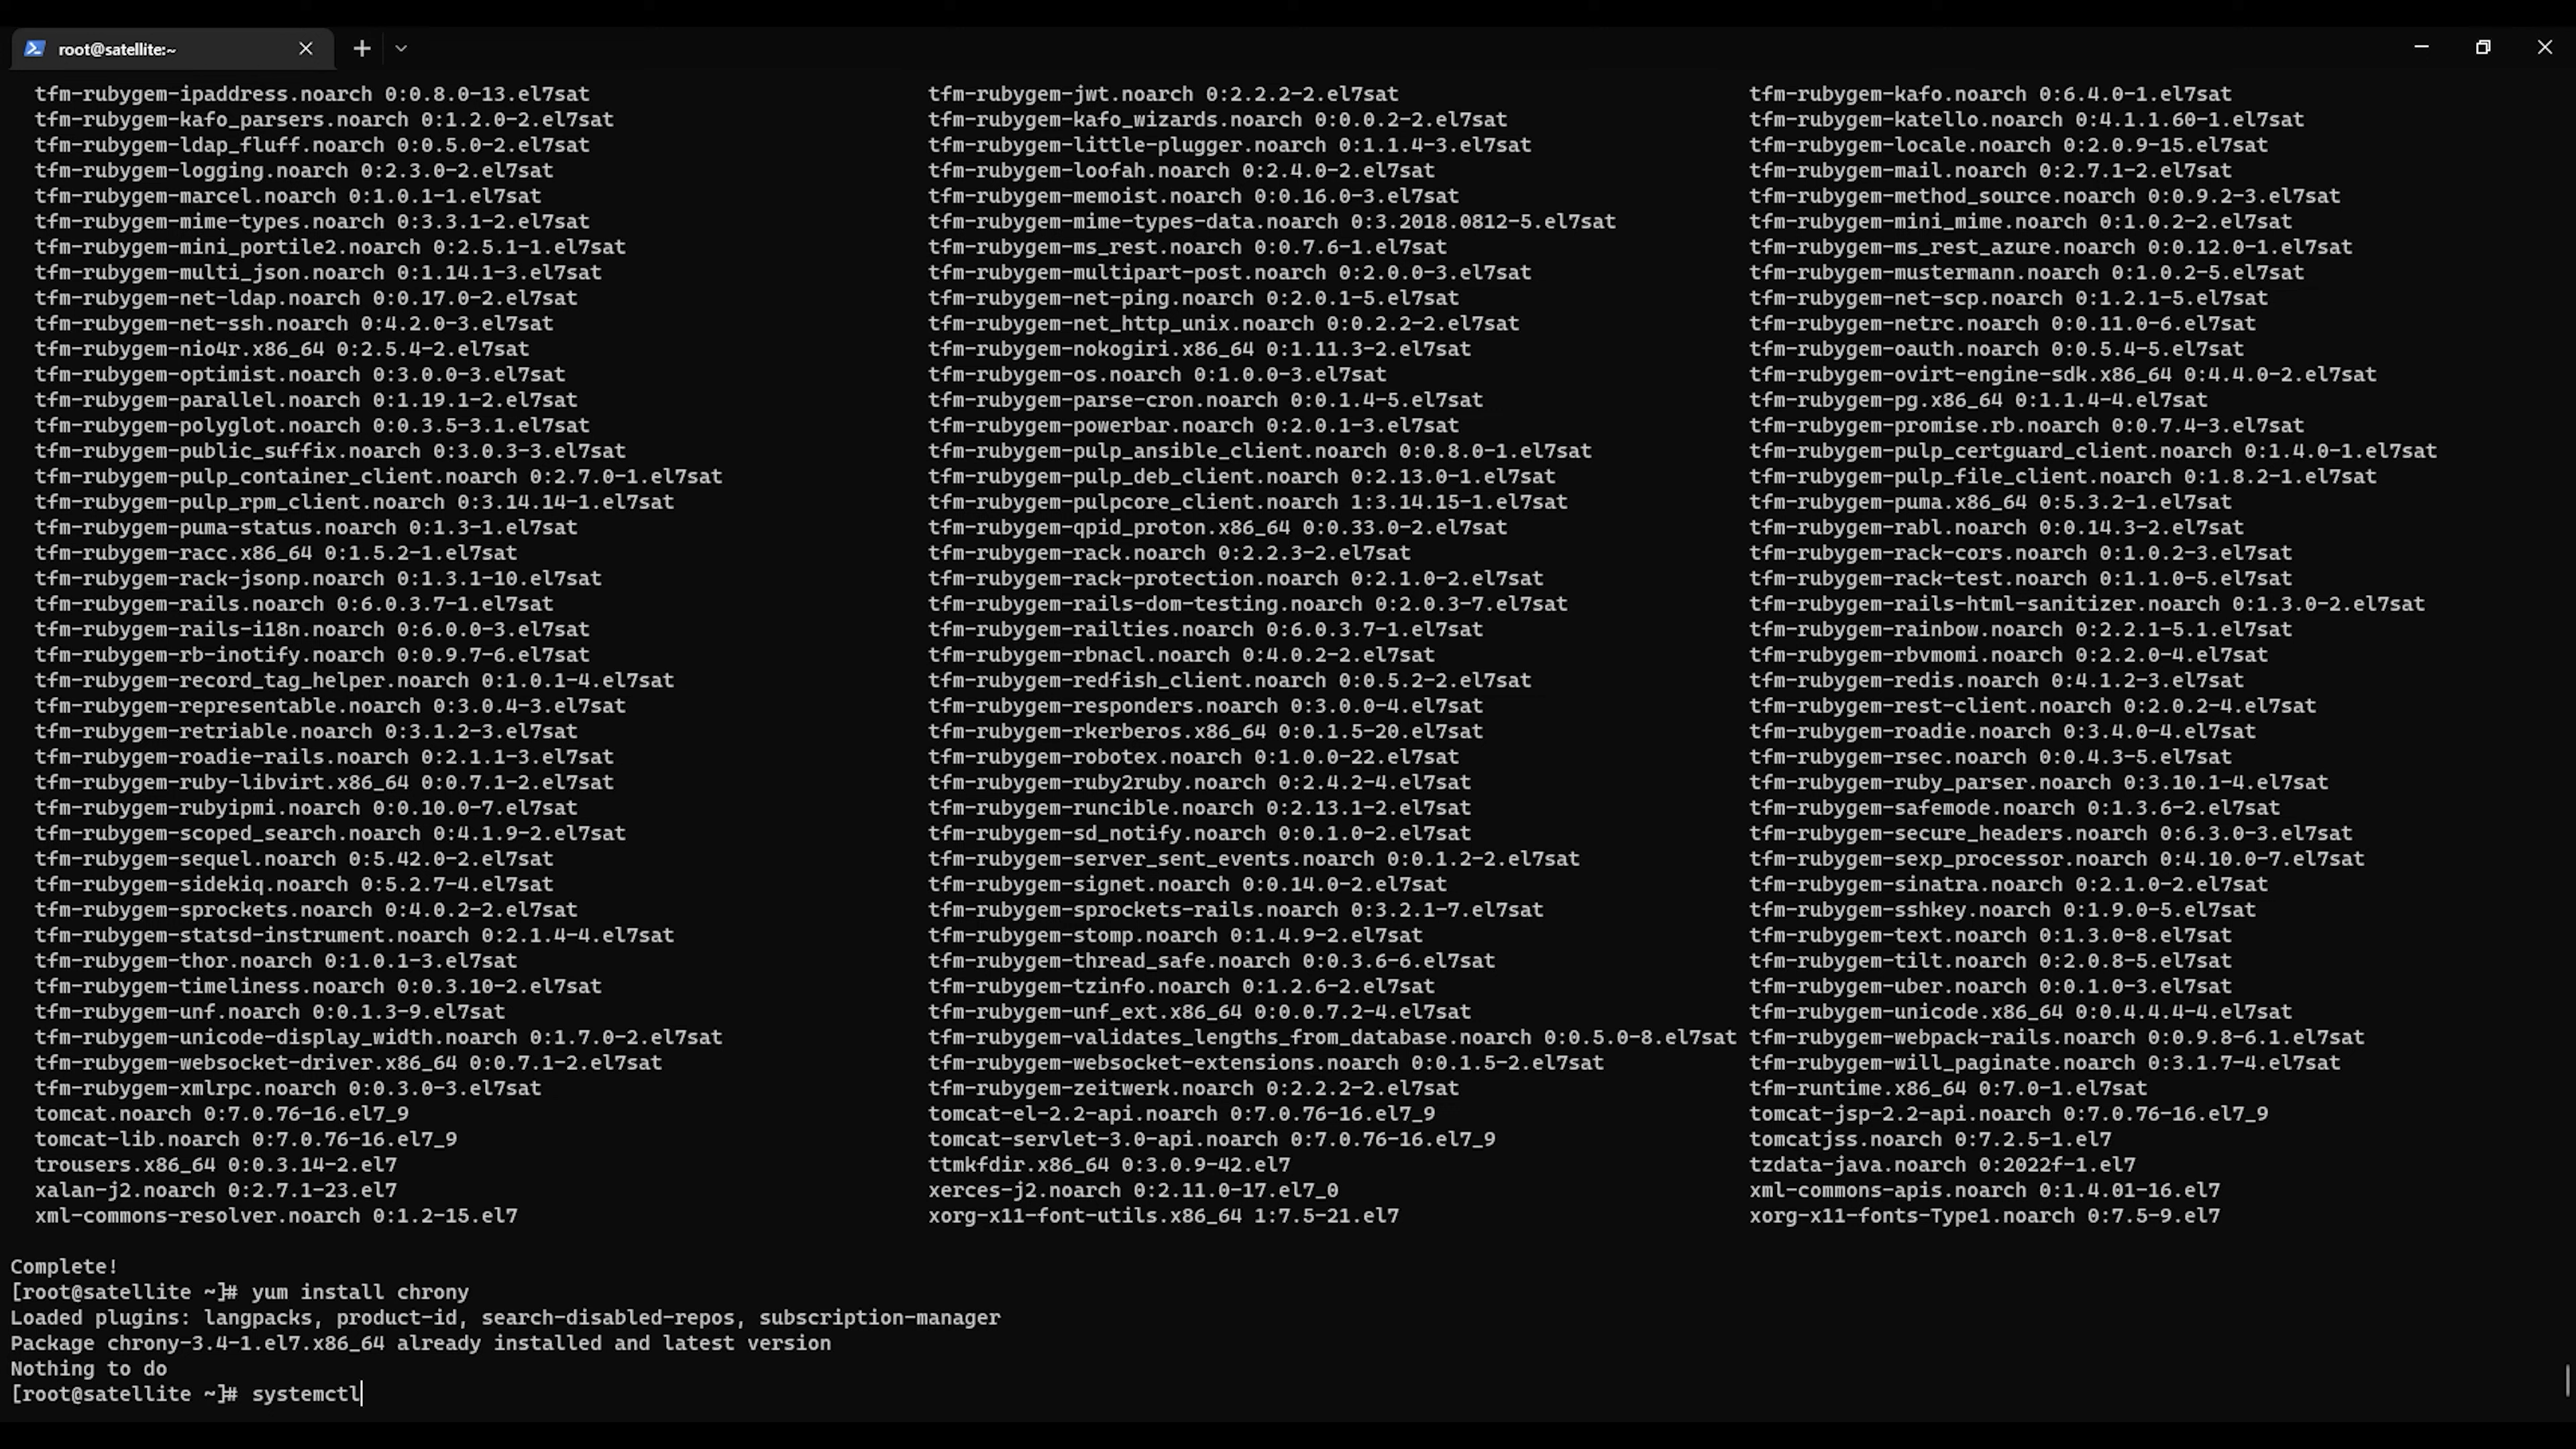 root@satellite:~
tfm-rubygem-ipaddress.noarch 0:0.8.0-13.el7sat tfm-rubygem-jwt.noarch 0:2.2.2-2.el7sat tfm-rubygem-kafo.noarch 0:6.4.0-1.el7sat
tfm-rubygem-kafo_parsers.noarch 0:1.2.0-2.el7sat tfm-rubygem-kafo_wizards.noarch 0:0.0.2-2.el7sat tfm-rubygem-katello.noarch 0:4.1.1.60-1.el7sat
tfm-rubygem-ldap_fluff.noarch 0:0.5.0-2.el7sat tfm-rubygem-little-plugger.noarch 0:1.1.4-3.el7sat tfm-rubygem-locale.noarch 0:2.0.9-15.el7sat
tfm-rubygem-logging.noarch 0:2.3.0-2.el7sat tfm-rubygem-loofah.noarch 0:2.4.0-2.el7sat tfm-rubygem-mail.noarch 0:2.7.1-2.el7sat
tfm-rubygem-marcel.noarch 0:1.0.1-1.el7sat tfm-rubygem-memoist.noarch 0:0.16.0-3.el7sat tfm-rubygem-method_source.noarch 0:0.9.2-3.el7sat
tfm-rubygem-mime-types.noarch 0:3.3.1-2.el7sat tfm-rubygem-mime-types-data.noarch 0:3.2018.0812-5.el7sat tfm-rubygem-mini_mime.noarch 0:1.0.2-2.el7sat
tfm-rubygem-mini_portile2.noarch 0:2.5.1-1.el7sat tfm-rubygem-ms_rest.noarch 0:0.7.6-1.el7sat tfm-rubygem-ms_rest_azure.noarch 0:0.12.0-1.el7sat
tfm-rubygem-multi_json.noarch 0:1.14.1-3.el7sat tfm-rubygem-multipart-post.noarch 0:2.0.0-3.el7sat tfm-rubygem-mustermann.noarch 0:1.0.2-5.el7sat
tfm-rubygem-net-ldap.noarch 0:0.17.0-2.el7sat tfm-rubygem-net-ping.noarch 0:2.0.1-5.el7sat tfm-rubygem-net-scp.noarch 0:1.2.1-5.el7sat
tfm-rubygem-net-ssh.noarch 0:4.2.0-3.el7sat tfm-rubygem-net_http_unix.noarch 0:0.2.2-2.el7sat tfm-rubygem-netrc.noarch 0:0.11.0-6.el7sat
tfm-rubygem-nio4r.x86_64 0:2.5.4-2.el7sat tfm-rubygem-nokogiri.x86_64 0:1.11.3-2.el7sat tfm-rubygem-oauth.noarch 0:0.5.4-5.el7sat
tfm-rubygem-optimist.noarch 0:3.0.0-3.el7sat tfm-rubygem-os.noarch 0:1.0.0-3.el7sat tfm-rubygem-ovirt-engine-sdk.x86_64 0:4.4.0-2.el7sat
tfm-rubygem-parallel.noarch 0:1.19.1-2.el7sat tfm-rubygem-parse-cron.noarch 0:0.1.4-5.el7sat tfm-rubygem-pg.x86_64 0:1.1.4-4.el7sat
tfm-rubygem-polyglot.noarch 0:0.3.5-3.1.el7sat tfm-rubygem-powerbar.noarch 0:2.0.1-3.el7sat tfm-rubygem-promise.rb.noarch 0:0.7.4-3.el7sat
tfm-rubygem-public_suffix.noarch 0:3.0.3-3.el7sat tfm-rubygem-pulp_ansible_client.noarch 0:0.8.0-1.el7sat tfm-rubygem-pulp_certguard_client.noarch 0:1.4.0-1.el7sat
tfm-rubygem-pulp_container_client.noarch 0:2.7.0-1.el7sat tfm-rubygem-pulp_deb_client.noarch 0:2.13.0-1.el7sat tfm-rubygem-pulp_file_client.noarch 0:1.8.2-1.el7sat
tfm-rubygem-pulp_rpm_client.noarch 0:3.14.14-1.el7sat tfm-rubygem-pulpcore_client.noarch 1:3.14.15-1.el7sat tfm-rubygem-puma.x86_64 0:5.3.2-1.el7sat
tfm-rubygem-puma-status.noarch 0:1.3-1.el7sat tfm-rubygem-qpid_proton.x86_64 0:0.33.0-2.el7sat tfm-rubygem-rabl.noarch 0:0.14.3-2.el7sat
tfm-rubygem-racc.x86_64 0:1.5.2-1.el7sat tfm-rubygem-rack.noarch 0:2.2.3-2.el7sat tfm-rubygem-rack-cors.noarch 0:1.0.2-3.el7sat
tfm-rubygem-rack-jsonp.noarch 0:1.3.1-10.el7sat tfm-rubygem-rack-protection.noarch 0:2.1.0-2.el7sat tfm-rubygem-rack-test.noarch 0:1.1.0-5.el7sat
tfm-rubygem-rails.noarch 0:6.0.3.7-1.el7sat tfm-rubygem-rails-dom-testing.noarch 0:2.0.3-7.el7sat tfm-rubygem-rails-html-sanitizer.noarch 0:1.3.0-2.el7sat
tfm-rubygem-rails-i18n.noarch 0:6.0.0-3.el7sat tfm-rubygem-railties.noarch 0:6.0.3.7-1.el7sat tfm-rubygem-rainbow.noarch 0:2.2.1-5.1.el7sat
tfm-rubygem-rb-inotify.noarch 0:0.9.7-6.el7sat tfm-rubygem-rbnacl.noarch 0:4.0.2-2.el7sat tfm-rubygem-rbvmomi.noarch 0:2.2.0-4.el7sat
tfm-rubygem-record_tag_helper.noarch 0:1.0.1-4.el7sat tfm-rubygem-redfish_client.noarch 0:0.5.2-2.el7sat tfm-rubygem-redis.noarch 0:4.1.2-3.el7sat
tfm-rubygem-representable.noarch 0:3.0.4-3.el7sat tfm-rubygem-responders.noarch 0:3.0.0-4.el7sat tfm-rubygem-rest-client.noarch 0:2.0.2-4.el7sat
tfm-rubygem-retriable.noarch 0:3.1.2-3.el7sat tfm-rubygem-rkerberos.x86_64 0:0.1.5-20.el7sat tfm-rubygem-roadie.noarch 0:3.4.0-4.el7sat
tfm-rubygem-roadie-rails.noarch 0:2.1.1-3.el7sat tfm-rubygem-robotex.noarch 0:1.0.0-22.el7sat tfm-rubygem-rsec.noarch 0:0.4.3-5.el7sat
tfm-rubygem-ruby-libvirt.x86_64 0:0.7.1-2.el7sat tfm-rubygem-ruby2ruby.noarch 0:2.4.2-4.el7sat tfm-rubygem-ruby_parser.noarch 0:3.10.1-4.el7sat
tfm-rubygem-rubyipmi.noarch 0:0.10.0-7.el7sat tfm-rubygem-runcible.noarch 0:2.13.1-2.el7sat tfm-rubygem-safemode.noarch 0:1.3.6-2.el7sat
tfm-rubygem-scoped_search.noarch 0:4.1.9-2.el7sat tfm-rubygem-sd_notify.noarch 0:0.1.0-2.el7sat tfm-rubygem-secure_headers.noarch 0:6.3.0-3.el7sat
tfm-rubygem-sequel.noarch 0:5.42.0-2.el7sat tfm-rubygem-server_sent_events.noarch 0:0.1.2-2.el7sat tfm-rubygem-sexp_processor.noarch 0:4.10.0-7.el7sat
tfm-rubygem-sidekiq.noarch 0:5.2.7-4.el7sat tfm-rubygem-signet.noarch 0:0.14.0-2.el7sat tfm-rubygem-sinatra.noarch 0:2.1.0-2.el7sat
tfm-rubygem-sprockets.noarch 0:4.0.2-2.el7sat tfm-rubygem-sprockets-rails.noarch 0:3.2.1-7.el7sat tfm-rubygem-sshkey.noarch 0:1.9.0-5.el7sat
tfm-rubygem-statsd-instrument.noarch 0:2.1.4-4.el7sat tfm-rubygem-stomp.noarch 0:1.4.9-2.el7sat tfm-rubygem-text.noarch 0:1.3.0-8.el7sat
tfm-rubygem-thor.noarch 0:1.0.1-3.el7sat tfm-rubygem-thread_safe.noarch 0:0.3.6-6.el7sat tfm-rubygem-tilt.noarch 0:2.0.8-5.el7sat
tfm-rubygem-timeliness.noarch 0:0.3.10-2.el7sat tfm-rubygem-tzinfo.noarch 0:1.2.6-2.el7sat tfm-rubygem-uber.noarch 0:0.1.0-3.el7sat
tfm-rubygem-unf.noarch 0:0.1.3-9.el7sat tfm-rubygem-unf_ext.x86_64 0:0.0.7.2-4.el7sat tfm-rubygem-unicode.x86_64 0:0.4.4.4-4.el7sat
tfm-rubygem-unicode-display_width.noarch 0:1.7.0-2.el7sat tfm-rubygem-validates_lengths_from_database.noarch 0:0.5.0-8.el7sat tfm-rubygem-webpack-rails.noarch 0:0.9.8-6.1.el7sat
tfm-rubygem-websocket-driver.x86_64 0:0.7.1-2.el7sat tfm-rubygem-websocket-extensions.noarch 0:0.1.5-2.el7sat tfm-rubygem-will_paginate.noarch 0:3.1.7-4.el7sat
tfm-rubygem-xmlrpc.noarch 0:0.3.0-3.el7sat tfm-rubygem-zeitwerk.noarch 0:2.2.2-2.el7sat tfm-runtime.x86_64 0:7.0-1.el7sat
tomcat.noarch 0:7.0.76-16.el7_9 tomcat-el-2.2-api.noarch 0:7.0.76-16.el7_9 tomcat-jsp-2.2-api.noarch 0:7.0.76-16.el7_9
tomcat-lib.noarch 0:7.0.76-16.el7_9 tomcat-servlet-3.0-api.noarch 0:7.0.76-16.el7_9 tomcatjss.noarch 0:7.2.5-1.el7
trousers.x86_64 0:0.3.14-2.el7 ttmkfdir.x86_64 0:3.0.9-42.el7 tzdata-java.noarch 0:2022f-1.el7
xalan-j2.noarch 0:2.7.1-23.el7 xerces-j2.noarch 0:2.11.0-17.el7_0 xml-commons-apis.noarch 0:1.4.01-16.el7
xml-commons-resolver.noarch 0:1.2-15.el7 xorg-x11-font-utils.x86_64 1:7.5-21.el7 xorg-x11-fonts-Type1.noarch 0:7.5-9.el7
Complete!
[root@satellite ~]# yum install chrony
Loaded plugins: langpacks, product-id, search-disabled-repos, subscription-manager
Package chrony-3.4-1.el7.x86_64 already installed and latest version
Nothing to do
[root@satellite ~]# systemctl